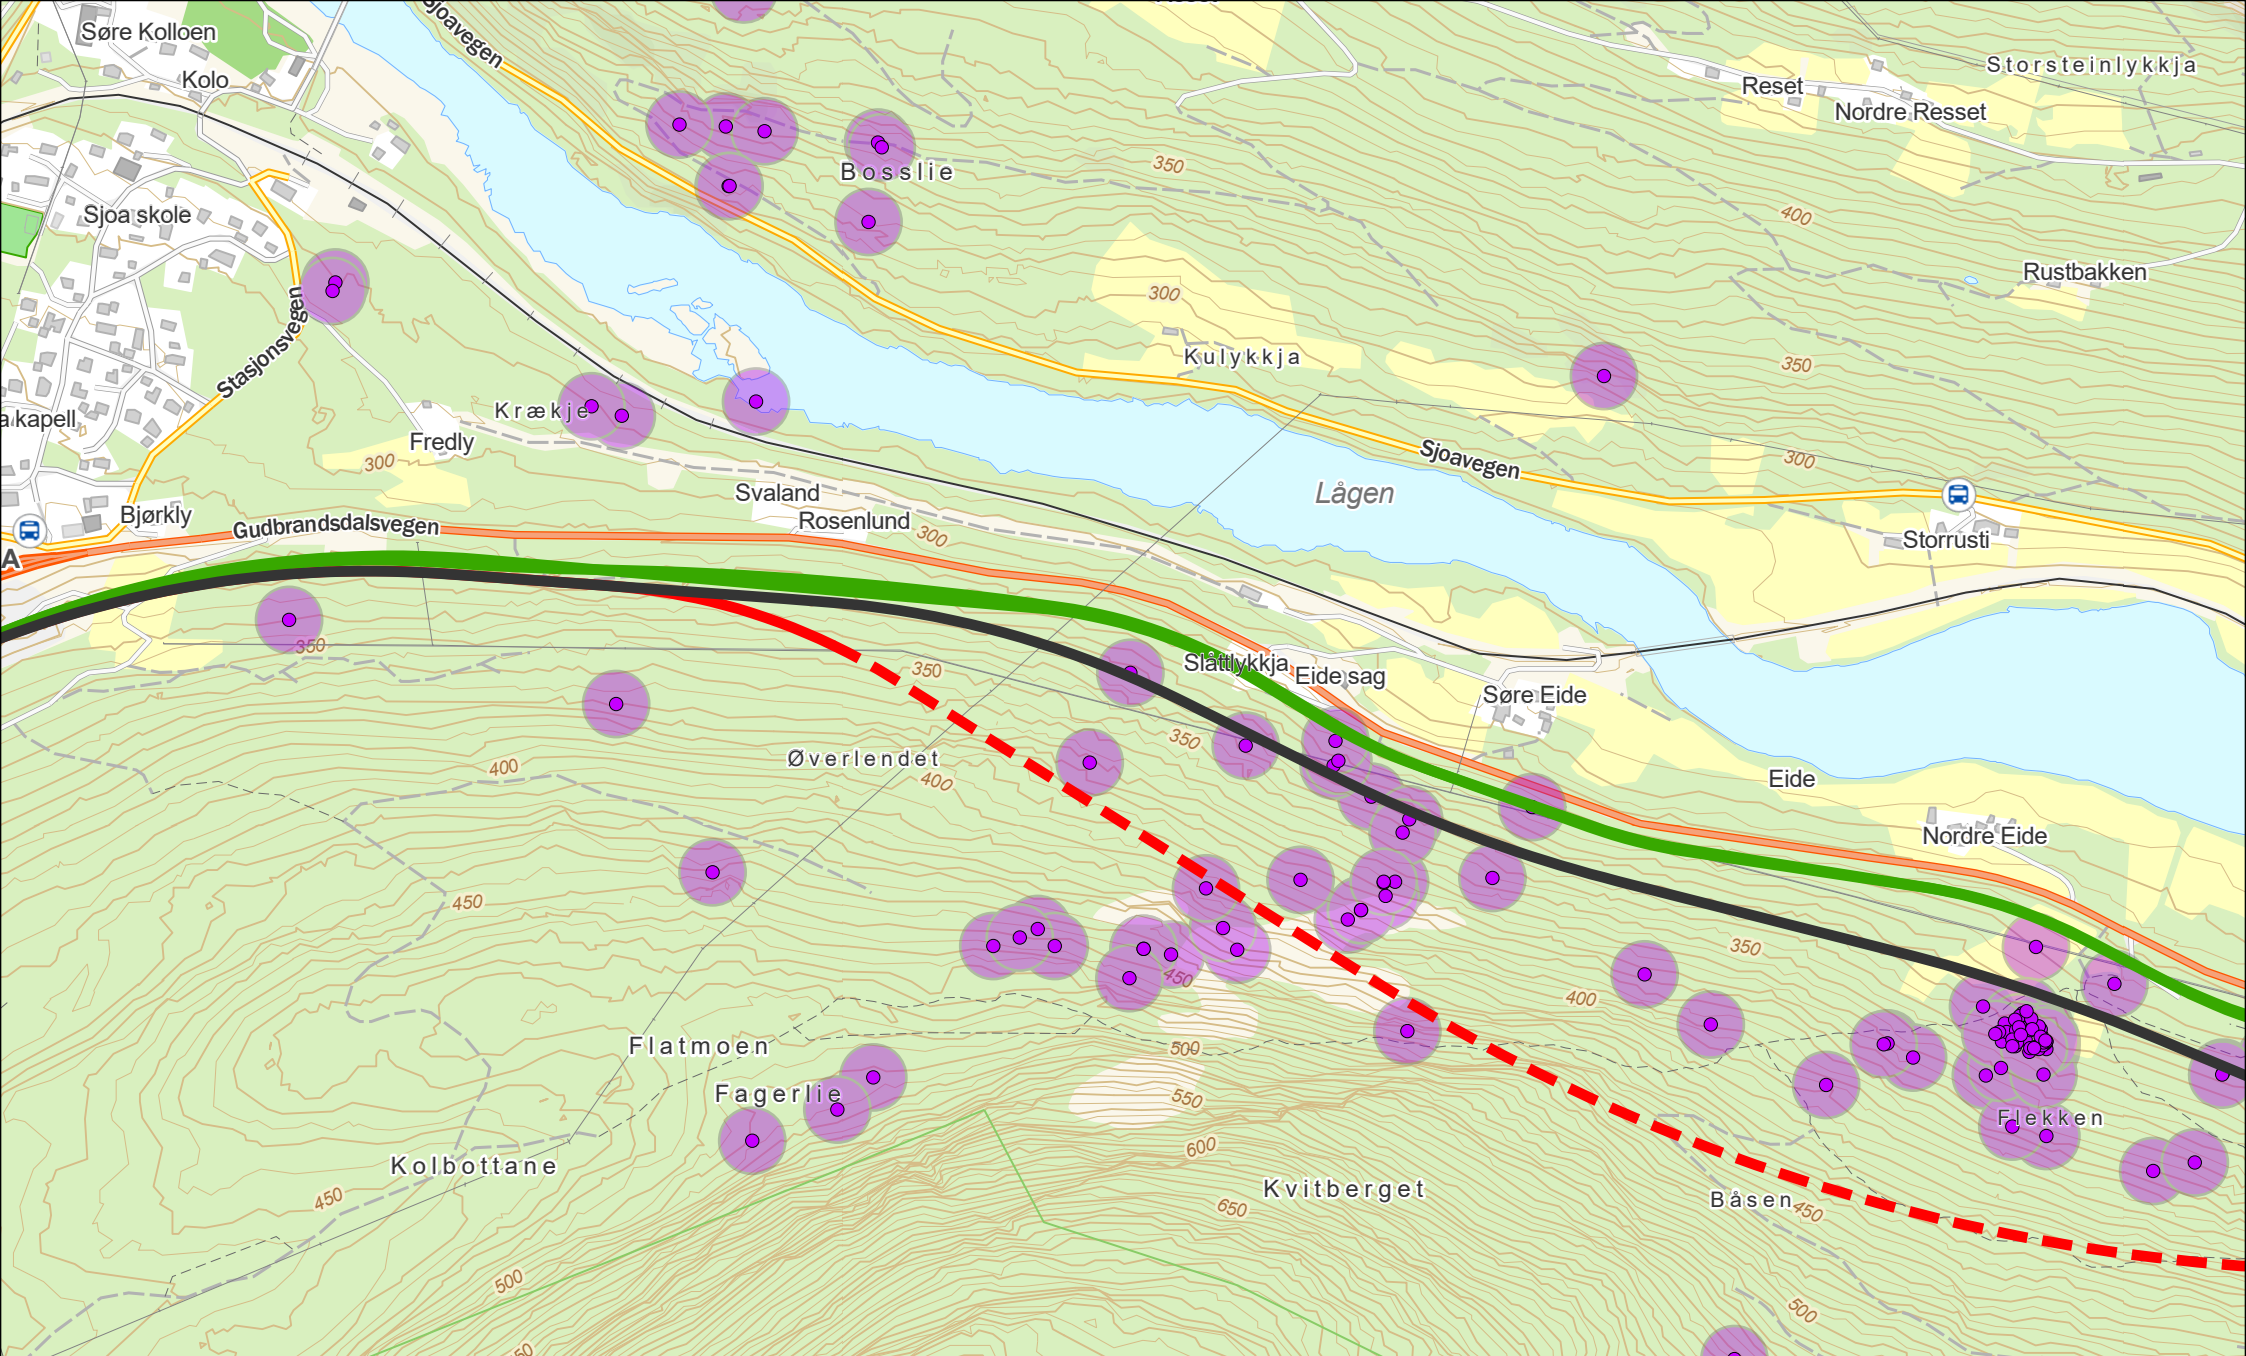 Sjoavegen
Søre Kolloen
Kolo
Storsteinlykkja
Reset
Nordre Resset
350
Bosslie
400
Sjoa skole
Rustbakken
300
Stasjonsvegen
Kulykkja
350
Krækje
a kapell
Fredly
300
300
Sjoavegen
Svaland
Lågen
Bjørkly
Gudbrandsdalsvegen
Rosenlund
300
Storrusti
A
350
350
Slåttlykkja
Eide sag
Søre Eide
350
Øverlendet
400
400
Eide
Nordre Eide
450
350
450
400
Flatmoen
500
Fagerlie
550
Flekken
600
Kolbottane
450
Kvitberget
650
Båsen
450
500
500
50